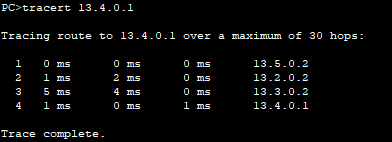 PC>tracert 13.4.0.1
Tracing route to 13.4.0.1 over a maximum of 30 hops:
1 0 ms 0 ms 0 ms 13.5.0.2
2 1 ms 2 ms 0 ms 13.2.0.2
3 5 ms 4 ms 0 ms 13.3.0.2
4 1 ms 0 ms 1 ms 13.4.0.1
Trace complete.